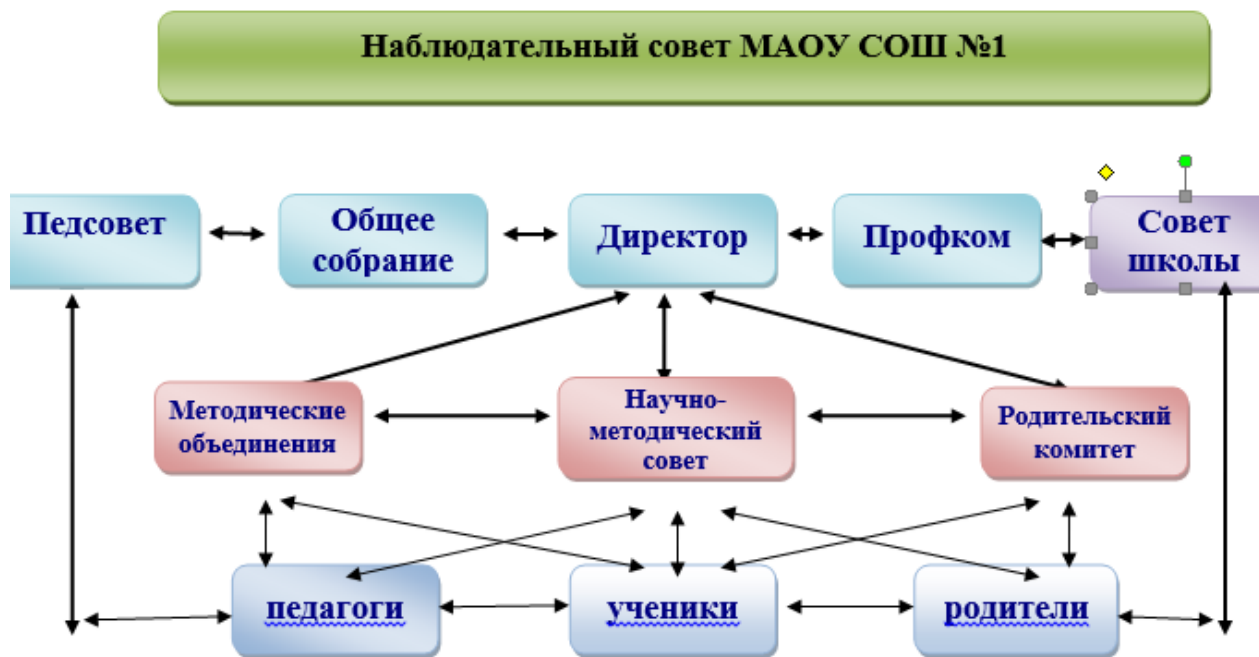 Наблюдательный совет МАОУ СОШ №1
Педсовет
Общее
собрание
Директор
Профком
Совет
школы
Методические
объединения
Научно-
методический
совет
Родительский
комитет
педагоги
ученики
родители